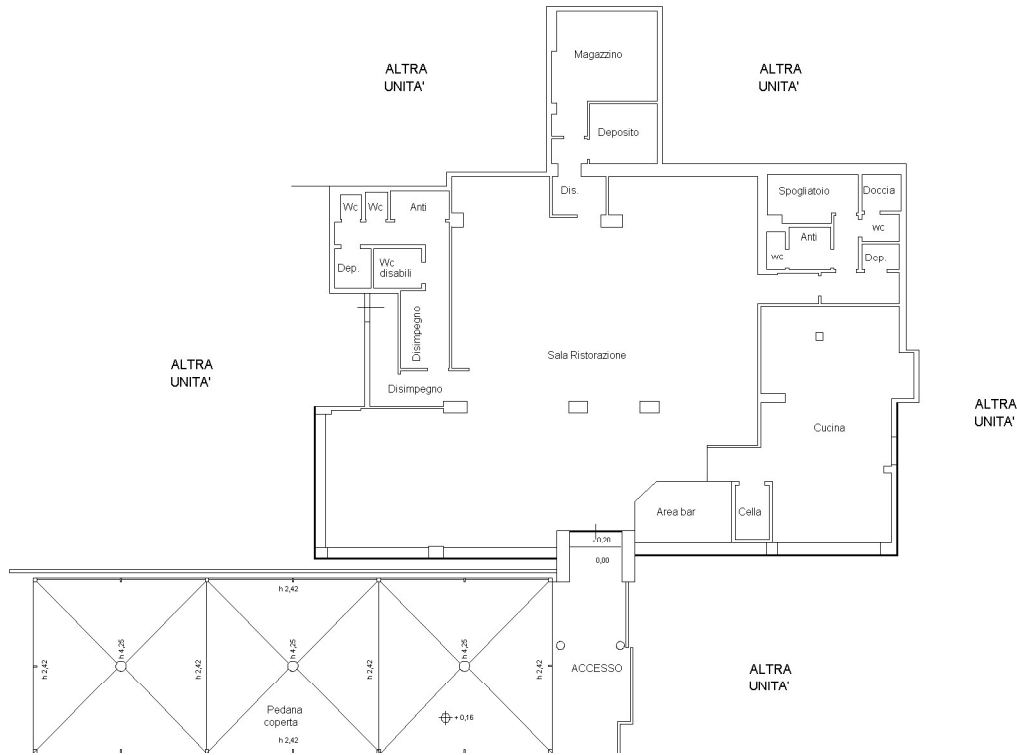 Magazzino
ALTRA
UNITA'
ALTRA
UNITA'
Deposito
Dis.
Spogliatoio
Doccia
Wc
Wc
Anti
wc
Anti
wc
Dep.
Dep.
Wc
disabili
Disimpegno
Sala Ristorazione
ALTRA
UNITA'
Disimpegno
ALTRA
UNITA'
Cucina
Area bar
Cella
+0,20
0,00
h 2,42
h 4,25
h 4,25
h 4,25
h 2,42
h 2,42
h 2,42
h 2,42
ACCESSO
ALTRA
UNITA'
Pedana
coperta
+ 0,16
h 2,42